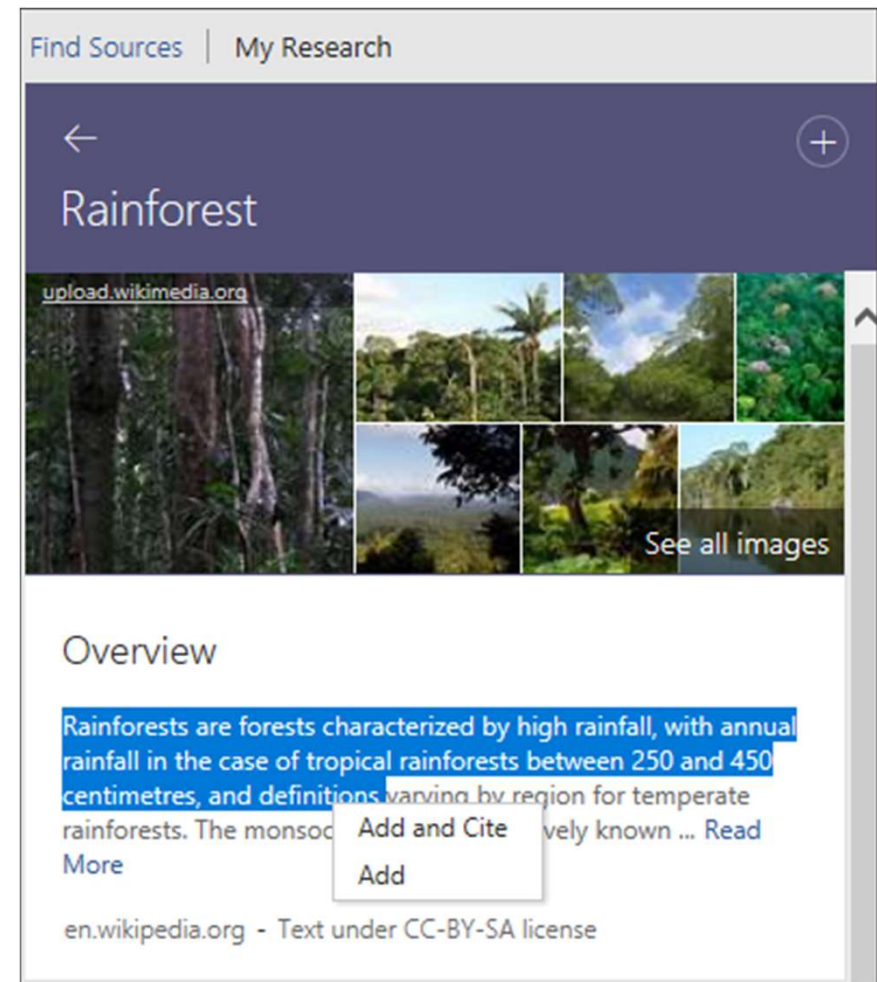 Find Sources | My Research
Rainforest
upload.wikimedia.org
See all images
Overview
Rainforests are forests characterized by high rainfall, with annual
rainfall in the case of tropical rainforests between 250 and 450
centimetres, and definitions varying by region for temperate
rainforests. The monsoc vely known ... Read
More
Add and Cite
Add
en.wikipedia.org - Text under CC-BY-SA license